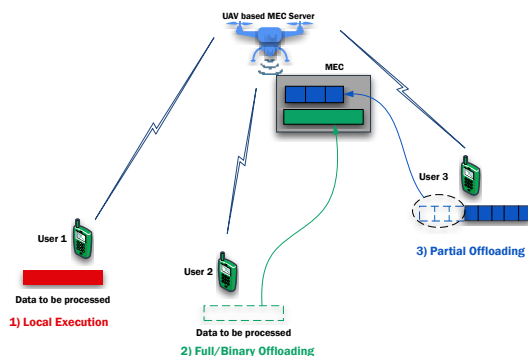 UAV based MEC Server
MEC
User 3
User 1
3) Partial Offloading
User 2
Data to be processed
1) Local Execution
Data to be processed
2) Full/Binary Offloading